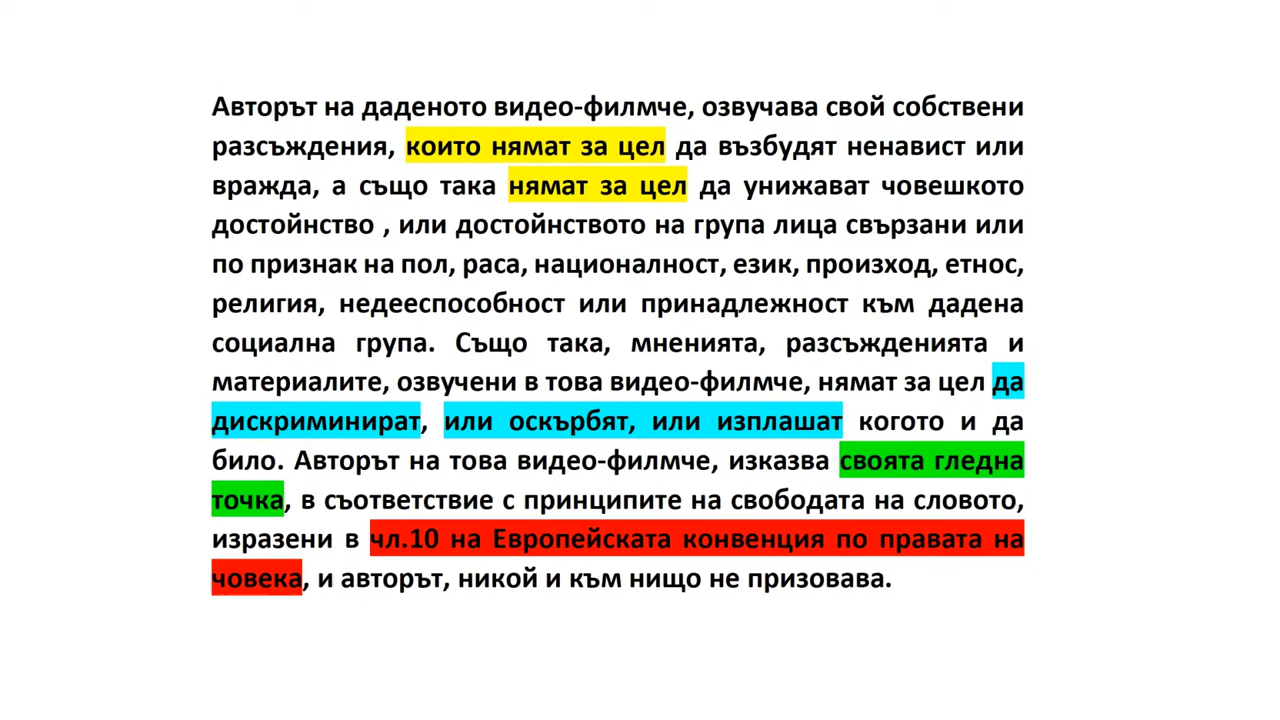 Авторът на даденото видео-филмче, озвучава свой собствени
разсъждения, които нямат за цел да възбудят ненавист или
вражда, а също така нямат за цел да унижават човешкото
достойнство , или достойнството на група лица свързани или
по признак на пол, раса, националност, език, произход, етнос,
религия, недееспособност или принадлежност към дадена
социална група. Също така, мненията, разсъжденията и
материалите, озвучени в това видео-филмче, нямат за цел да
дискриминират, или оскърбят, или изплашат когото и да
било. Авторът на това видео-филмче, изказва своята гледна
точка, в съответствие с принципите на свободата на словото,
изразени в чл.10 на Европейската конвенция по правата на
човека, и авторът, никой и към нищо не призовава.